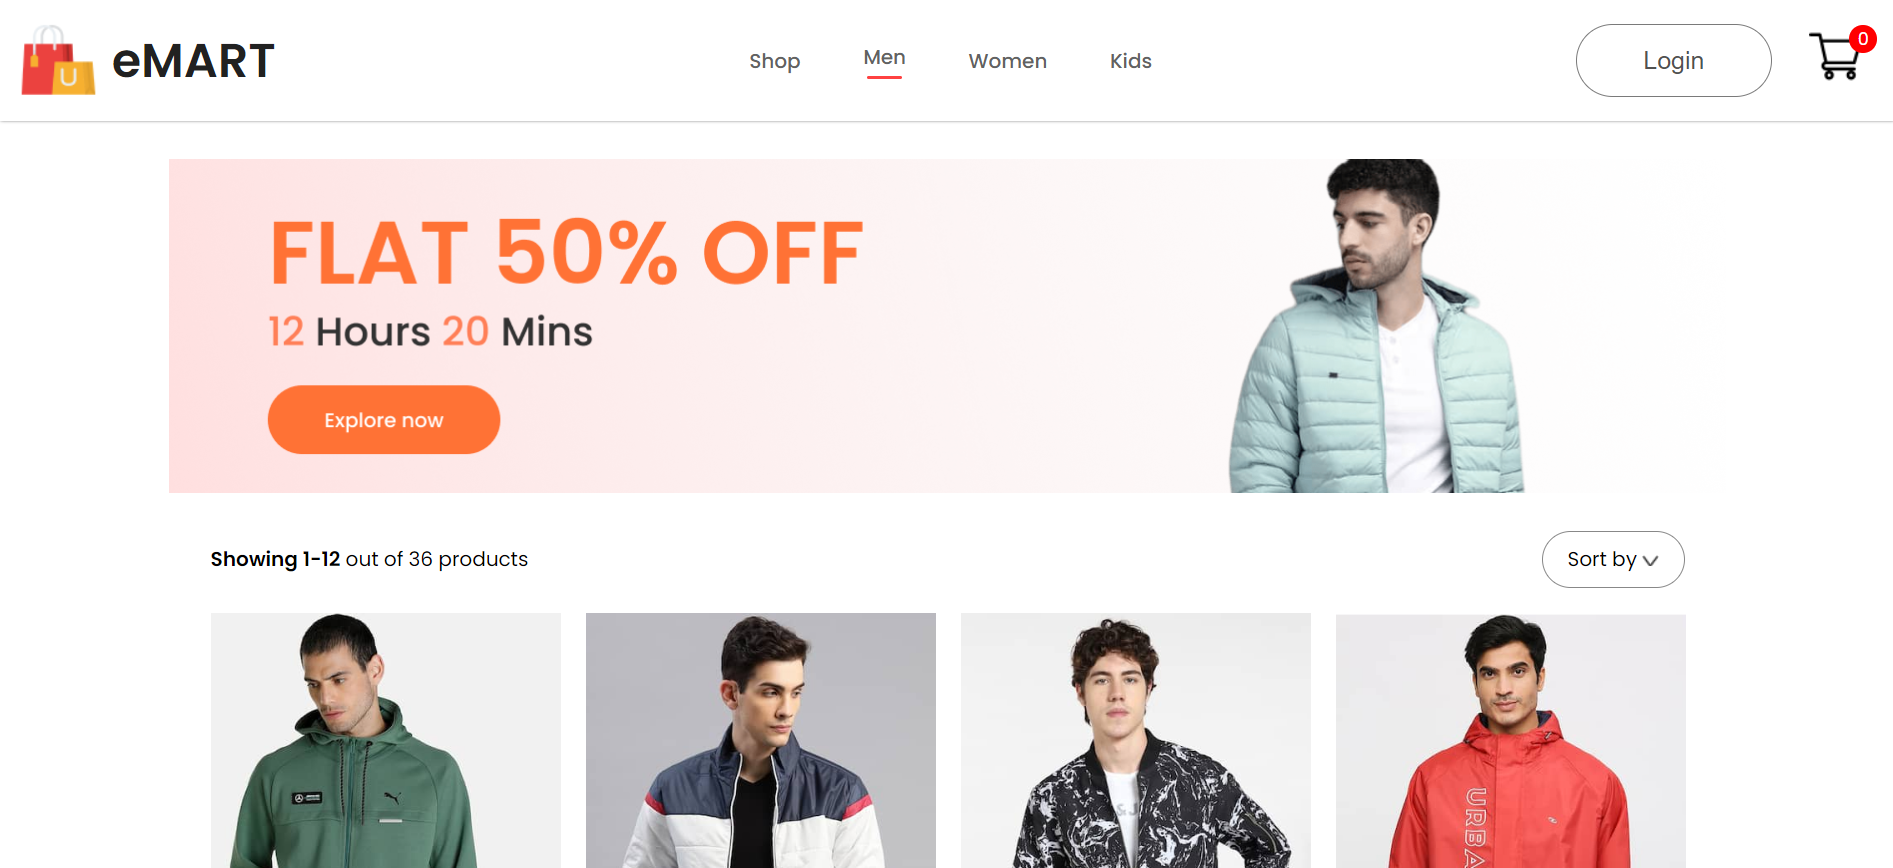 eMART
Shop
Men
Women
Kids
Login
0
FLAT 50% OFF
12 Hours 20 Mins
Explore now
Showing 1-12 out of 36 products
Sort by
URBA